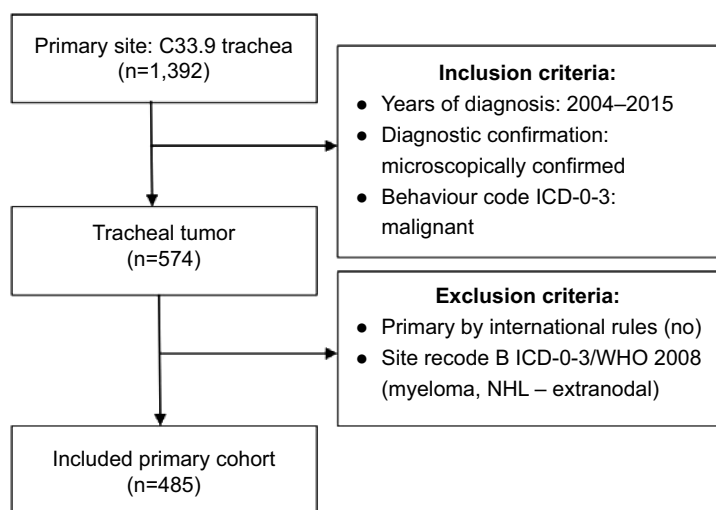 Primary site: C33.9 trachea
(n=1,392)
Inclusion criteria:
● Years of diagnosis: 2004–2015
● Diagnostic confirmation:
microscopically confirmed
● Behaviour code ICD-0-3:
malignant
Tracheal tumor
(n=574)
Exclusion criteria:
● Primary by international rules (no)
● Site recode B ICD-0-3/WHO 2008
(myeloma, NHL – extranodal)
Included primary cohort
(n=485)